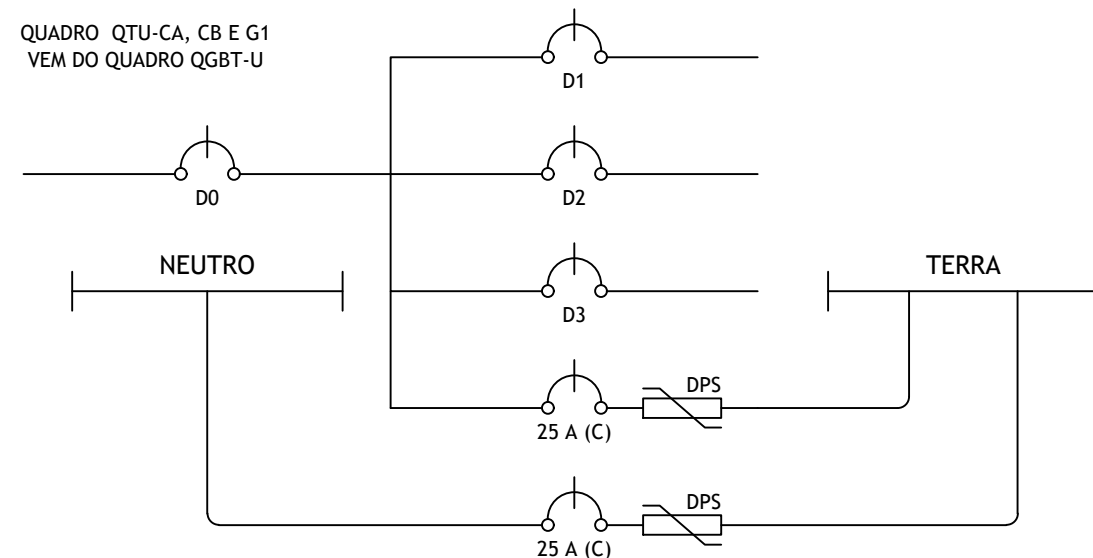 QUADRO QTU-CA, CB E G1
VEM DO QUADRO QGBT-U
D1
D0
D2
NEUTRO
TERRA
D3
DPS
25 A (C)
DPS
25 A (C)